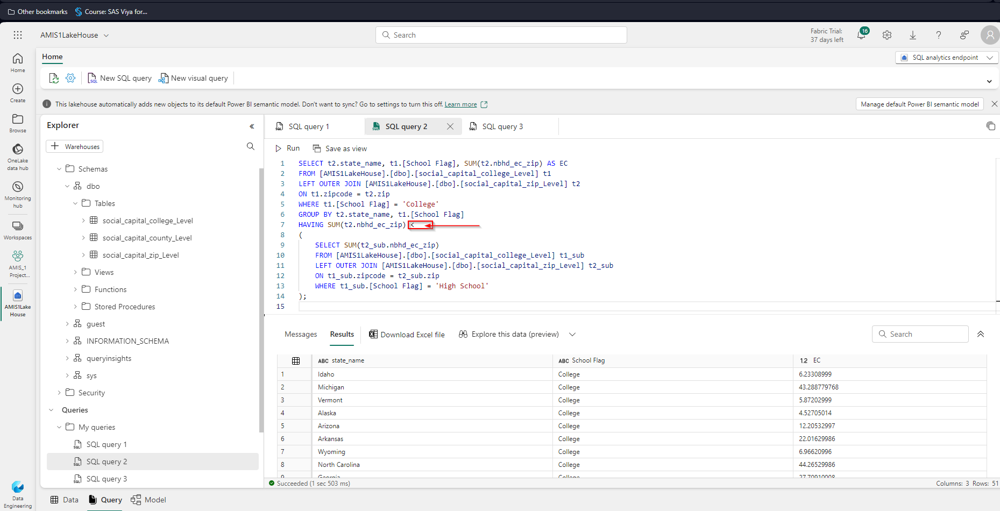 Other bookmarks
Course: SAS Viya for...
AMIS1LakeHouse
Search
Fabric Trial:
37 days left
16
Home
SQL analytics endpoint
New SQL query
New visual query
This lakehouse automatically adds new objects to its default Power BI semantic model. Don't want to sync? Go to settings to turn this off. Learn more
Manage default Power BI semantic model
Home
Create
Browse
OneLake
data hub
Monitoring
hub
Workspaces
AMIS_1
Project...
AMIS1Lake
House
Data
Engineering
Explorer
Warehouses
Schemas
dbo
Tables
social_capital_college_Level
social_capital_county_Level
social_capital_zip_Level
Views
Functions
Stored Procedures
guest
INFORMATION_SCHEMA
queryinsights
sys
Security
Queries
My queries
SQL query 1
SQL query 2
SQL query 3
SQL query 1
SQL query 2
SQL query 3
Run
Save as view
1 SELECT t2.state_name, t1.[School Flag], SUM(t2.nbhd_ec_zip) AS EC
2 FROM [AMIS1LakeHouse].[dbo].[social_capital_college_Level] t1
3 LEFT OUTER JOIN [AMIS1LakeHouse].[dbo].[social_capital_zip_Level] t2
4 ON t1.zipcode = t2.zip
5 WHERE t1.[School Flag] = 'College'
6 GROUP BY t2.state_name, t1.[School Flag]
7 HAVING SUM(t2.nbhd_ec_zip) <
8 (
9 SELECT SUM(t2_sub.nbhd_ec_zip)
10 FROM [AMIS1LakeHouse].[dbo].[social_capital_college_Level] t1_sub
11 LEFT OUTER JOIN [AMIS1LakeHouse].[dbo].[social_capital_zip_Level] t2_sub
12 ON t1_sub.zipcode = t2_sub.zip
13 WHERE t1_sub.[School Flag] = 'High School'
14 );
15
Messages
Results
Download Excel file
Explore this data (preview)
Search
ABC state_name ABC School Flag 1.2 EC
1 Idaho College 6.23308999
2 Michigan College 43.288779768
3 Vermont College 5.87202999
4 Alaska College 4.52705014
5 Arizona College 12.20532997
6 Arkansas College 22.01629986
7 Wyoming College 6.96620996
8 North Carolina College 44.26529986
9 Georgia College 27.70910008
Succeeded (1 sec 503 ms)
Columns: 3 Rows: 51
Data
Query
Model